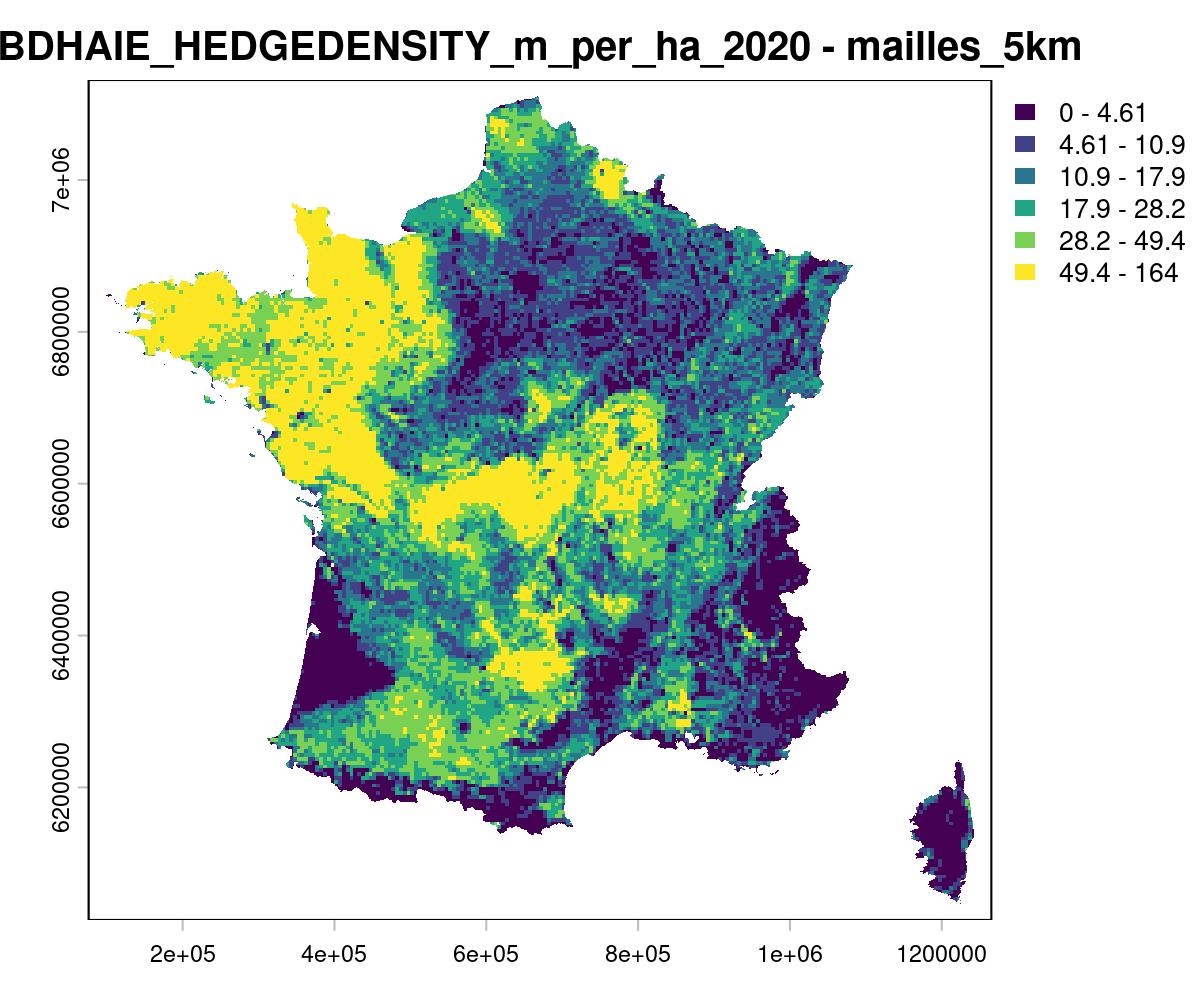 BDHAIE_HEDGEDENSITY_m_per_ha_2020 - mailles_5km
0 - 4.61
4.61 - 10.9
10.9 - 17.9
17.9 - 28.2
28.2 - 49.4
49.4 - 164
7e+06
6800000
6600000
6400000
6200000
2e+05
4e+05
6e+05
8e+05
1e+06
1200000